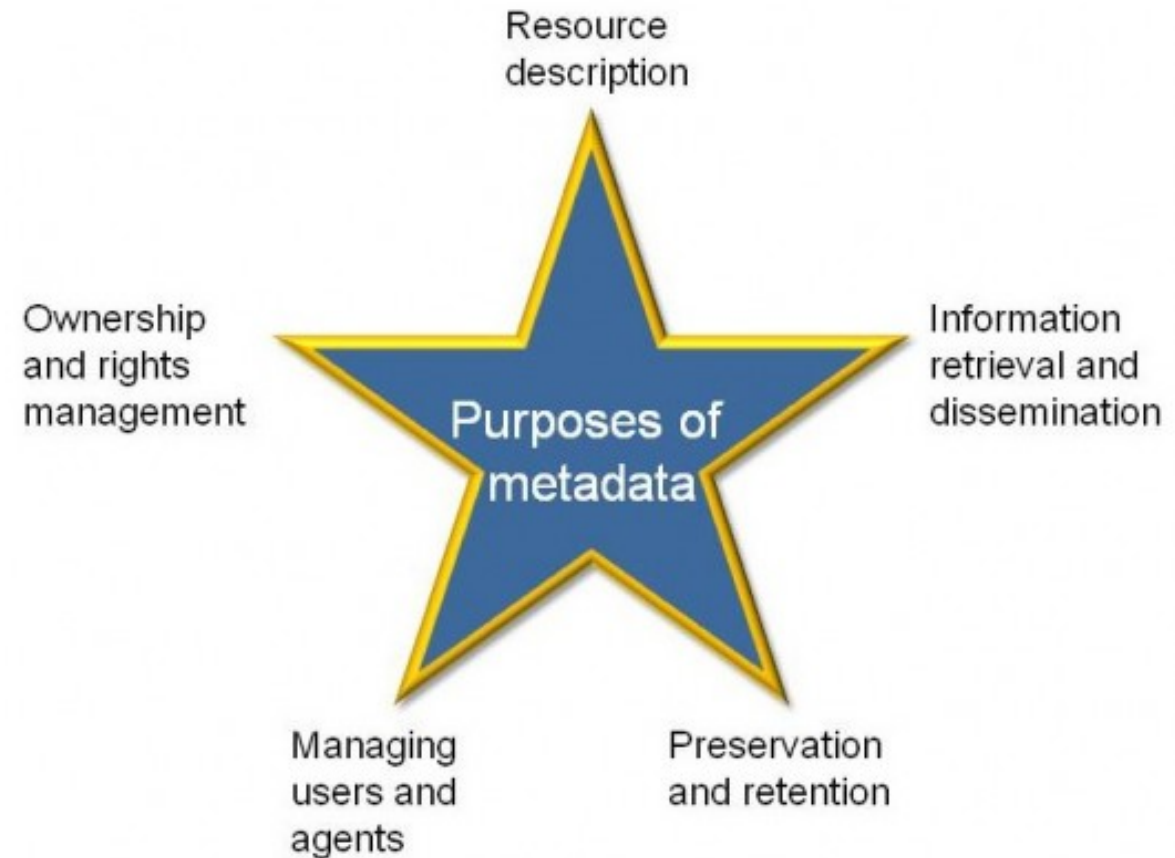 Resource
description
Ownership
and rights
management
Information
retrieval and
dissemination
Purposes of
metadata
Managing
users and
agents
Preservation
and retention